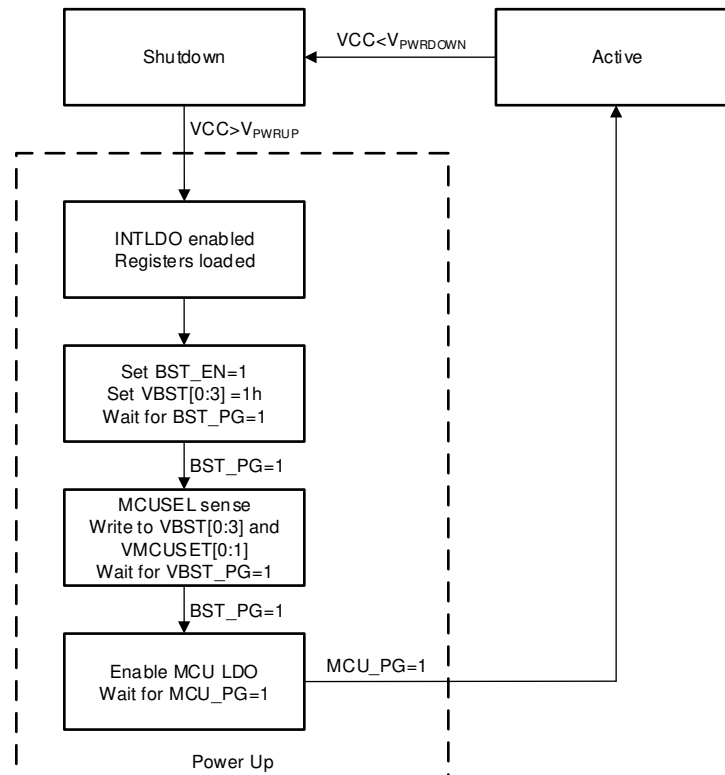 Shutdown
VCC<VPWRDOWN
Active
VCC>VPWRUP
INTLDO enabled
Registers loaded
Set BST_EN=1
Set VBST[0:3] =1h
Wait for BST_PG=1
BST_PG=1
MCUSEL sense
Write to VBST[0:3] and
VMCUSET[0:1]
Wait for VBST_PG=1
BST_PG=1
Enable MCU LDO
Wait for MCU_PG=1
MCU_PG=1
Power Up